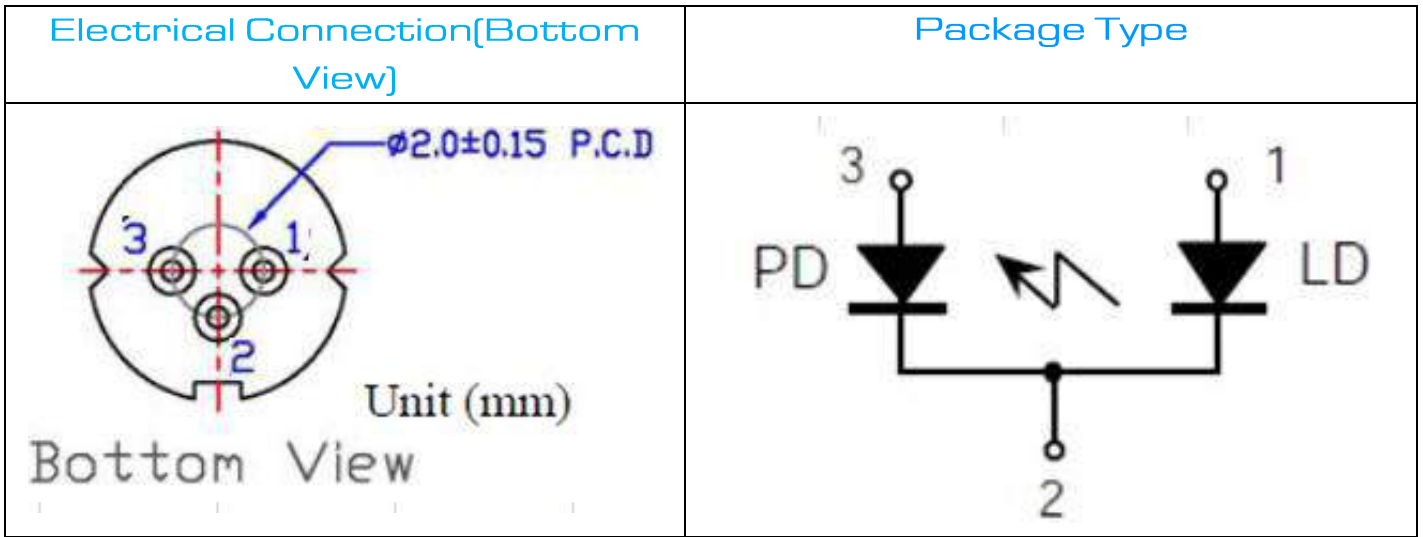 Electrical Connection(Bottom
View)
Package Type
ø2.0±0.15 P.C.D
3
1
2
Unit (mm)
Bottom View
3
1
PD
LD
2